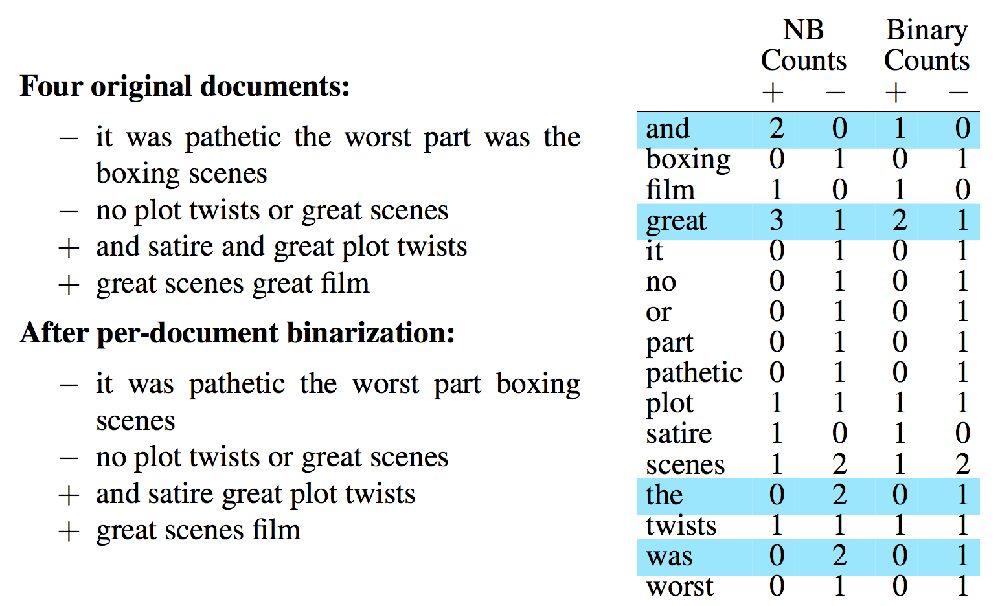 Four original documents:
− it was pathetic the worst part was the
boxing scenes
− no plot twists or great scenes
+ and satire and great plot twists
+ great scenes great film
After per-document binarization:
− it was pathetic the worst part boxing
scenes
− no plot twists or great scenes
+ and satire great plot twists
+ great scenes film
NB Binary
Counts Counts
+ − + −
and 2 0 1 0
boxing 0 1 0 1
film 1 0 1 0
great 3 1 2 1
it 0 1 0 1
no 0 1 0 1
or 0 1 0 1
part 0 1 0 1
pathetic 0 1 0 1
plot 1 1 1 1
satire 1 0 1 0
scenes 1 2 1 2
the 0 2 0 1
twists 1 1 1 1
was 0 2 0 1
worst 0 1 0 1